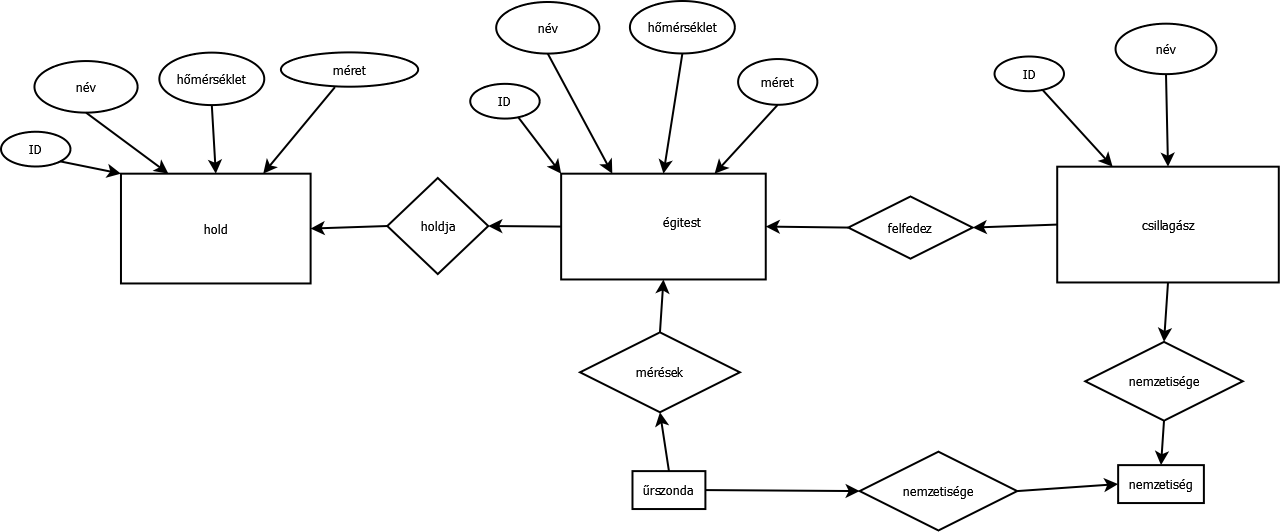 név
hőmérséklet
méret
ID
név
hőmérséklet
méret
ID
név
ID
hold
holdja
égitest
felfedez
csillagász
mérések
nemzetisége
űrszonda
nemzetisége
nemzetiség